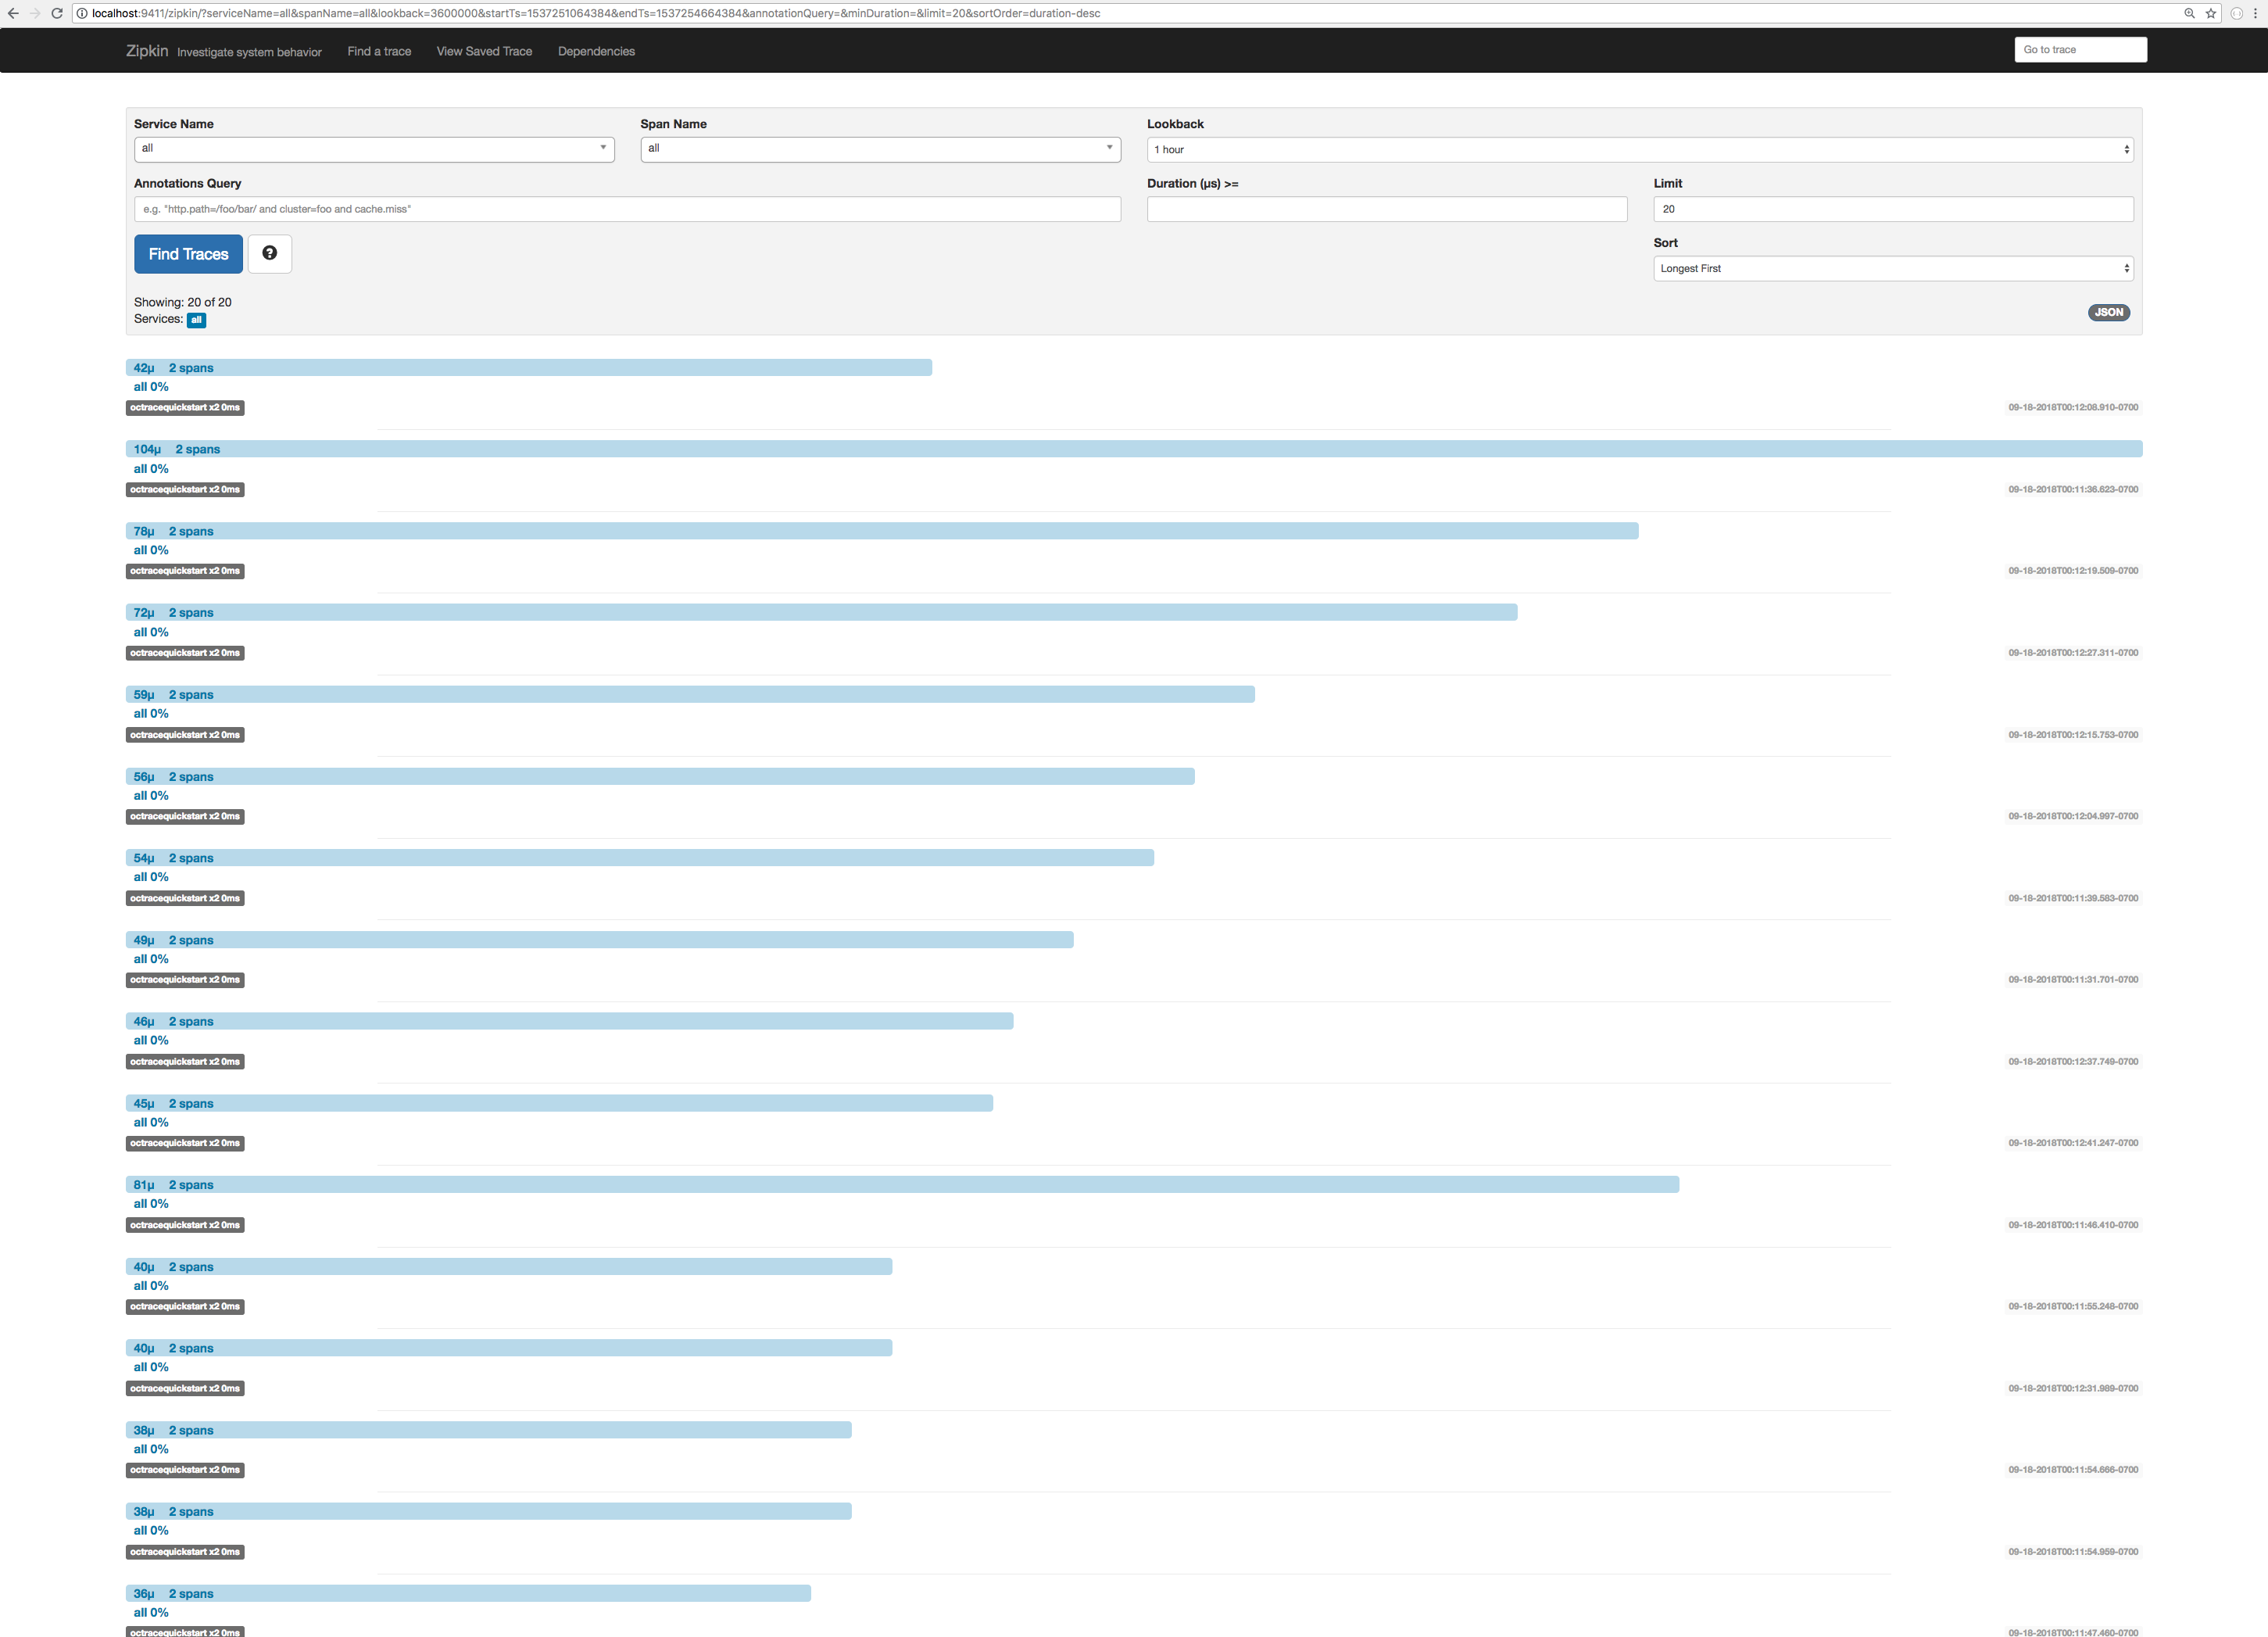 localhost:9411/zipkin/?serviceName=all&spanName=all&lookback=3600000&startTs=1537251064384&endTs=1537254664384&annotationQuery=&minDuration=&limit=20&sortOrder=duration-desc
Zipkin Investigate system behavior Find a trace View Saved Trace Dependencies Go to trace
Service Name Span Name Lookback
all all 1 hour
Annotations Query Duration (μs) >= Limit
e.g. "http.path=/foo/bar/ and cluster=foo and cache.miss" 20
Find Traces ? Sort
Longest First
Showing: 20 of 20
Services: all JSON
42μ 2 spans
all 0%
octracequickstart x2 0ms 09-18-2018T00:12:08.910-0700
104μ 2 spans
all 0%
octracequickstart x2 0ms 09-18-2018T00:11:36.623-0700
78μ 2 spans
all 0%
octracequickstart x2 0ms 09-18-2018T00:12:19.509-0700
72μ 2 spans
all 0%
octracequickstart x2 0ms 09-18-2018T00:12:27.311-0700
59μ 2 spans
all 0%
octracequickstart x2 0ms 09-18-2018T00:12:15.753-0700
56μ 2 spans
all 0%
octracequickstart x2 0ms 09-18-2018T00:12:04.997-0700
54μ 2 spans
all 0%
octracequickstart x2 0ms 09-18-2018T00:11:39.583-0700
49μ 2 spans
all 0%
octracequickstart x2 0ms 09-18-2018T00:11:31.701-0700
46μ 2 spans
all 0%
octracequickstart x2 0ms 09-18-2018T00:12:37.749-0700
45μ 2 spans
all 0%
octracequickstart x2 0ms 09-18-2018T00:12:41.247-0700
81μ 2 spans
all 0%
octracequickstart x2 0ms 09-18-2018T00:11:46.410-0700
40μ 2 spans
all 0%
octracequickstart x2 0ms 09-18-2018T00:11:55.248-0700
40μ 2 spans
all 0%
octracequickstart x2 0ms 09-18-2018T00:12:31.989-0700
38μ 2 spans
all 0%
octracequickstart x2 0ms 09-18-2018T00:11:54.666-0700
38μ 2 spans
all 0%
octracequickstart x2 0ms 09-18-2018T00:11:54.959-0700
36μ 2 spans
all 0%
octracequickstart x2 0ms 09-18-2018T00:11:47.460-0700